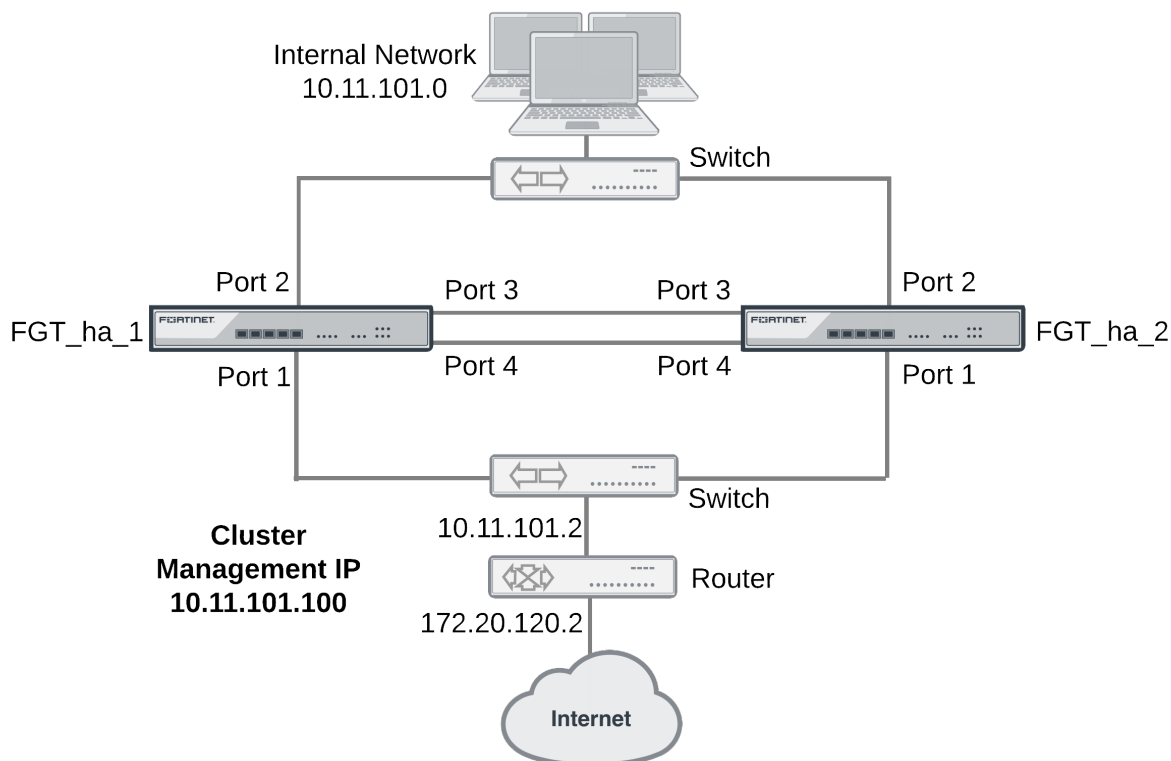 Internal Network
10.11.101.0
Switch
Port 2
Port 3
Port 3
Port 2
FGT_ha_1
FORTINET
FORTINET
FGT_ha_2
Port 1
Port 4
Port 4
Port 1
Switch
10.11.101.2
Cluster
Management IP
10.11.101.100
Router
172.20.120.2
Internet